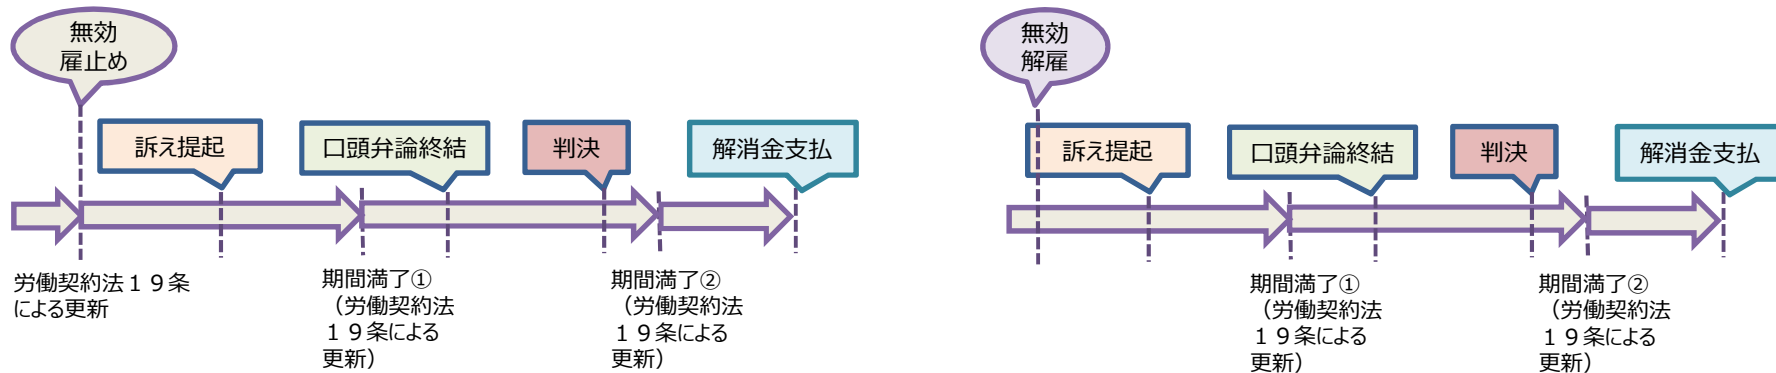 無効
雇止め
訴え提起
口頭弁論終結
判決
解消金支払
労働契約法１９条
による更新
期間満了①
（労働契約法
１９条による
更新）
期間満了②
（労働契約法
１９条による
更新）
無効
解雇
訴え提起
口頭弁論終結
判決
解消金支払
期間満了①
（労働契約法
１９条による
更新）
期間満了②
（労働契約法
１９条による
更新）